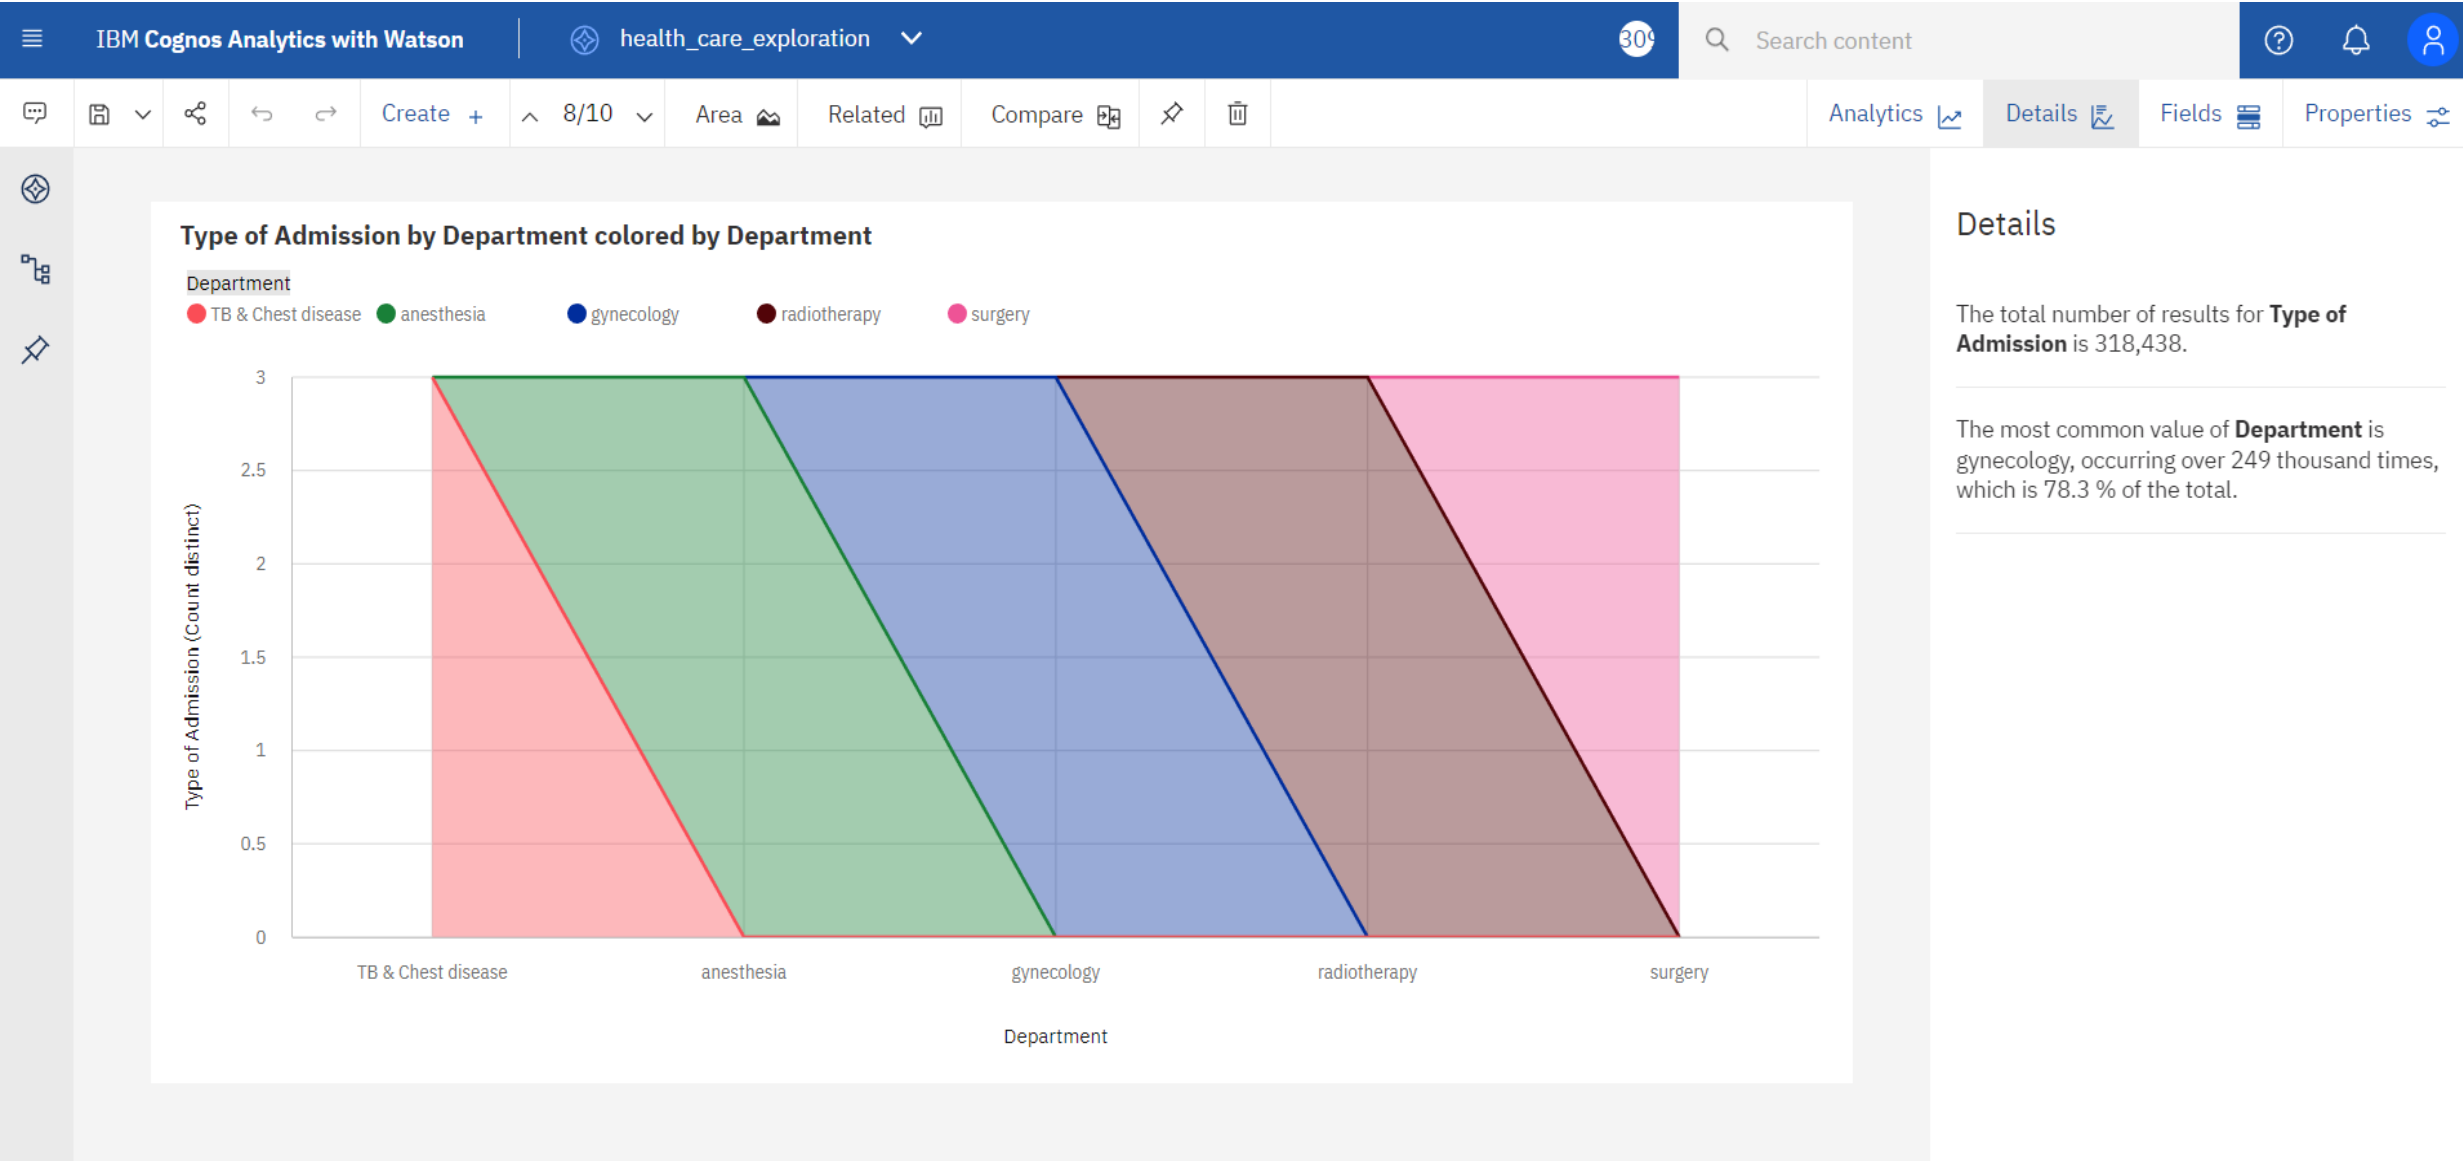 IBM Cognos Analytics with Watson
health_care_exploration
Search content
Create +
8/10
Area
Related
Compare
Analytics
Details
Fields
Properties
Type of Admission by Department colored by Department
Department
TB & Chest disease
anesthesia
gynecology
radiotherapy
surgery
Type of Admission (Count distinct)
3
2.5
2
1.5
1
0.5
0
TB & Chest disease
anesthesia
gynecology
radiotherapy
surgery
Department
Details
The total number of results for Type of
Admission is 318,438.
The most common value of Department is
gynecology, occurring over 249 thousand times,
which is 78.3 % of the total.